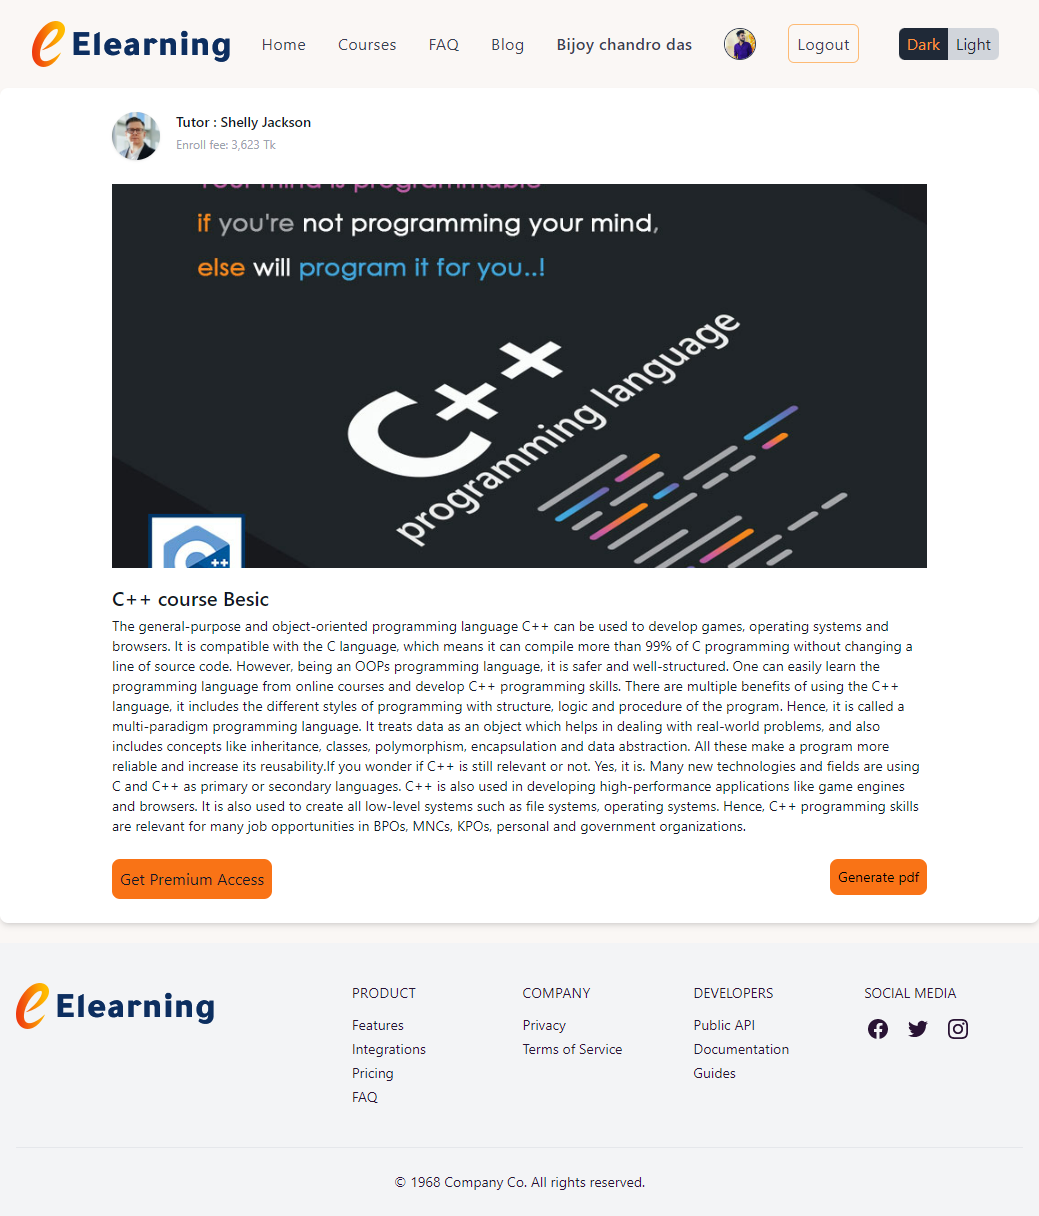 Elearning
Home
Courses
FAQ
Blog
Bijoy chandro das
Logout
Dark
Light
Tutor : Shelly Jackson
Enroll fee: 3,623 Tk
Your mind is programmable
if you're not programming your mind,
else will program it for you..!
C++
programming language
C++
C++ course Besic
The general-purpose and object-oriented programming language C++ can be used to develop games, operating systems and
browsers. It is compatible with the C language, which means it can compile more than 99% of C programming without changing a
line of source code. However, being an OOPs programming language, it is safer and well-structured. One can easily learn the
programming language from online courses and develop C++ programming skills. There are multiple benefits of using the C++
language, it includes the different styles of programming with structure, logic and procedure of the program. Hence, it is called a
multi-paradigm programming language. It treats data as an object which helps in dealing with real-world problems, and also
includes concepts like inheritance, classes, polymorphism, encapsulation and data abstraction. All these make a program more
reliable and increase its reusability.If you wonder if C++ is still relevant or not. Yes, it is. Many new technologies and fields are using
C and C++ as primary or secondary languages. C++ is also used in developing high-performance applications like game engines
and browsers. It is also used to create all low-level systems such as file systems, operating systems. Hence, C++ programming skills
are relevant for many job opportunities in BPOs, MNCs, KPOs, personal and government organizations.
Get Premium Access
Generate pdf
Elearning
PRODUCT
Features
Integrations
Pricing
FAQ
COMPANY
Privacy
Terms of Service
DEVELOPERS
Public API
Documentation
Guides
SOCIAL MEDIA
© 1968 Company Co. All rights reserved.